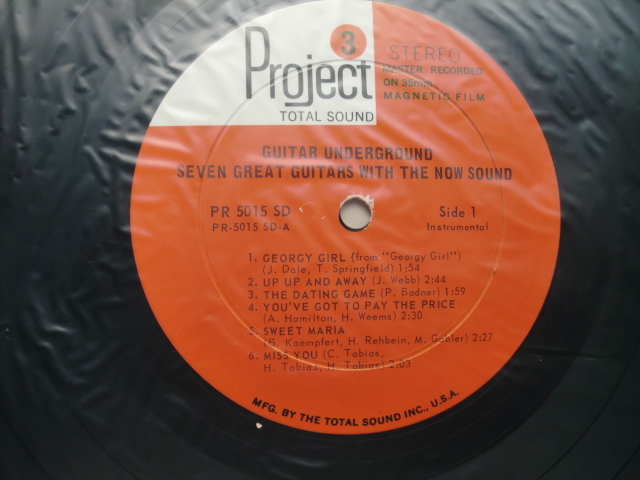 Project 3
TOTAL SOUND
STEREO
MASTER RECORDED
ON 35mm
MAGNETIC FILM
GUITAR UNDERGROUND
SEVEN GREAT GUITARS WITH THE NOW SOUND
PR 5015 SD
PR-5015 SD-A
Side 1
Instrumental
1. GEORGY GIRL (from "Georgy Girl")
(J. Dale, T. Springfield) 1:54
2. UP UP AND AWAY (J. Webb) 2:44
3. THE DATING GAME (P. Bodner) 1:59
4. YOU'VE GOT TO PAY THE PRICE
(A. Hamilton, H. Weems) 2:30
5. SWEET MARIA
(B. Kaempfert, H. Rehbein, M. Gabler) 2:27
6. MISS YOU (C. Tobias,
H. Tobias, H. Tobias) 2:03
MFG. BY THE TOTAL SOUND INC., U.S.A.